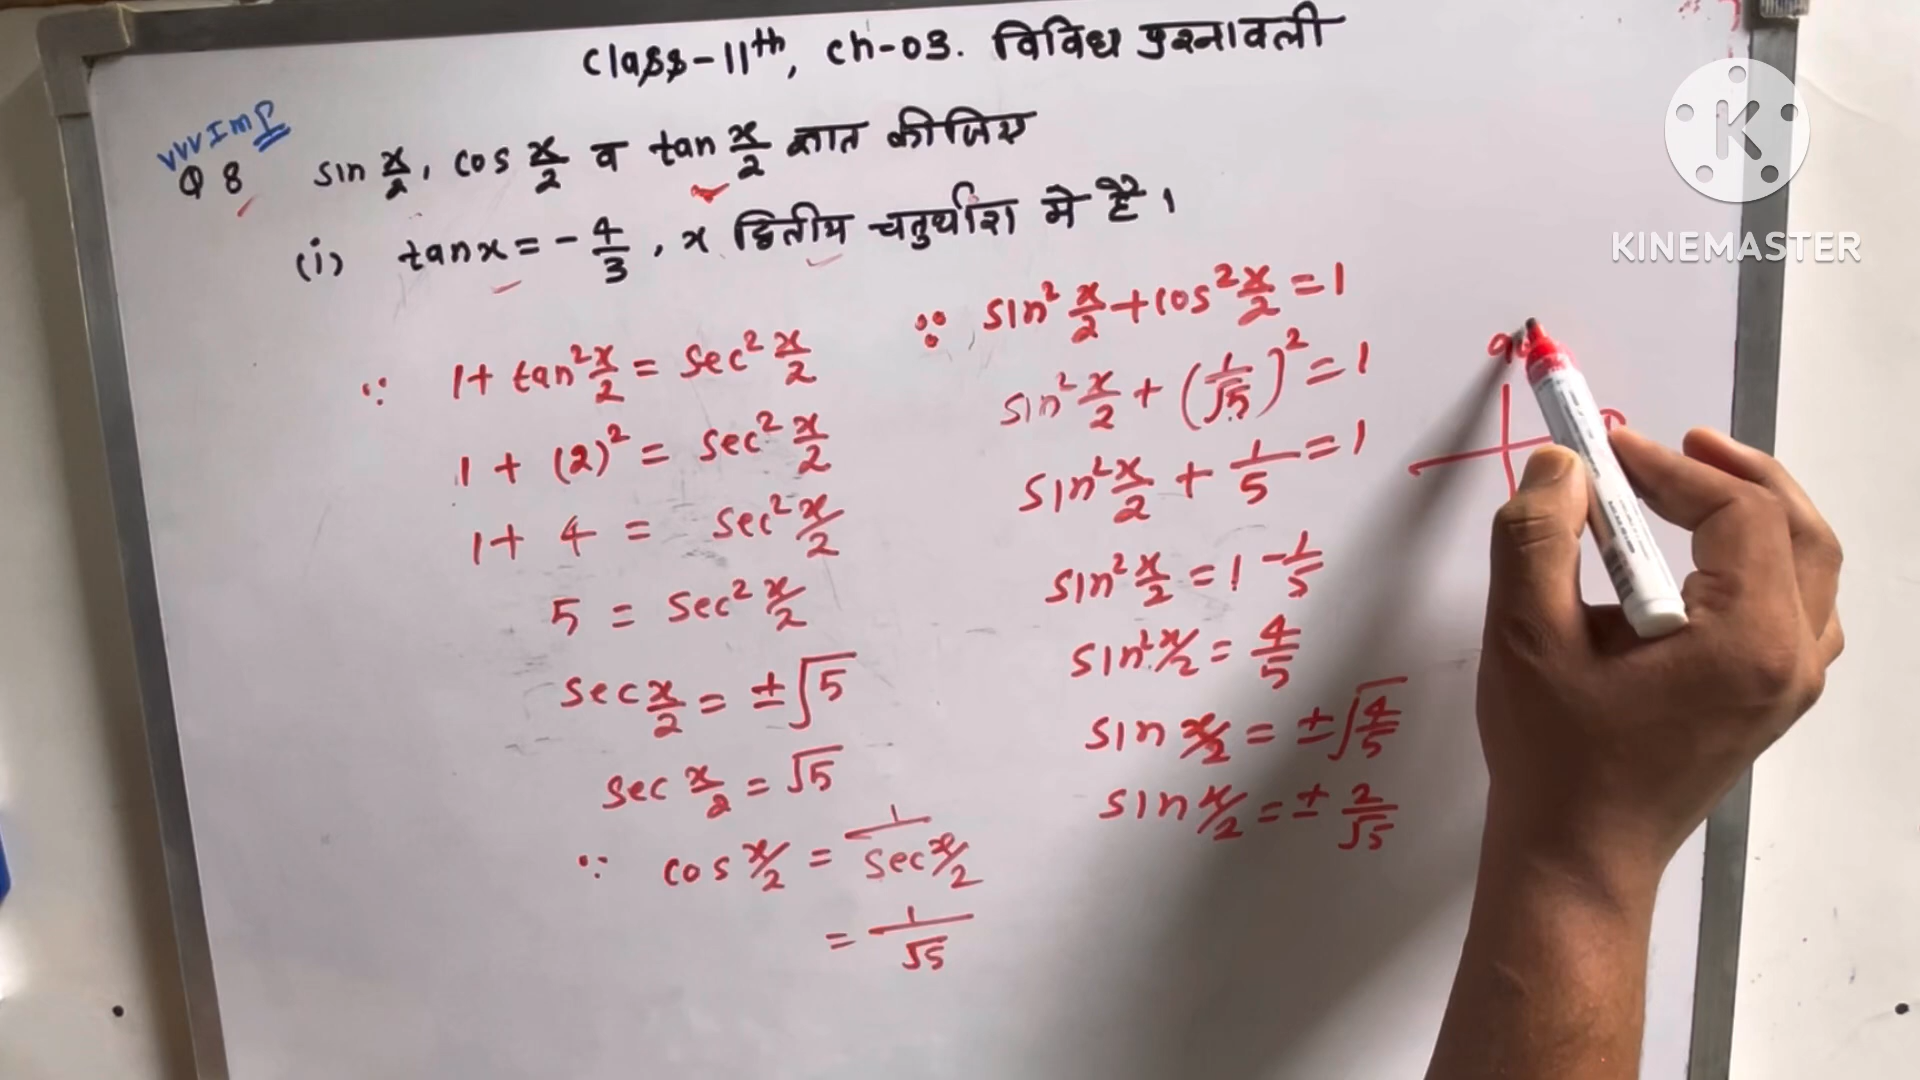 Class-11th, ch-03. विविध प्रश्नावली
VVVImp
Q 8 sin x/2, cos x/2 व tan x/2 ज्ञात कीजिए
(i) tanx = -4/3, x द्वितीय चतुर्थांश में है।
∵ 1+ tan²x/2 = sec² x/2
1 + (2)² = sec² x/2
1+ 4 = sec² x/2
5 = sec² x/2
sec x/2 = ±√5
sec x/2 = √5
∵ cos x/2 = 1/sec x/2
= 1/√5
∵ sin² x/2 + cos² x/2 = 1
sin² x/2 + (1/√5)² = 1
sin² x/2 + 1/5 = 1
sin² x/2 = 1 - 1/5
sin² x/2 = 4/5
sin x/2 = ±√4/5
sin x/2 = ± 2/√5
K
KINEMASTER